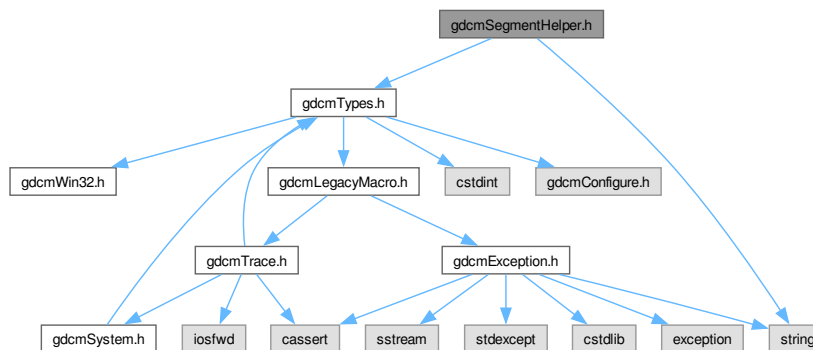 gdcmSegmentHelper.h
gdcmTypes.h
gdcmWin32.h
gdcmLegacyMacro.h
cstdint
gdcmConfigure.h
gdcmTrace.h
gdcmException.h
gdcmSystem.h
iosfwd
cassert
sstream
stdexcept
cstdlib
exception
string